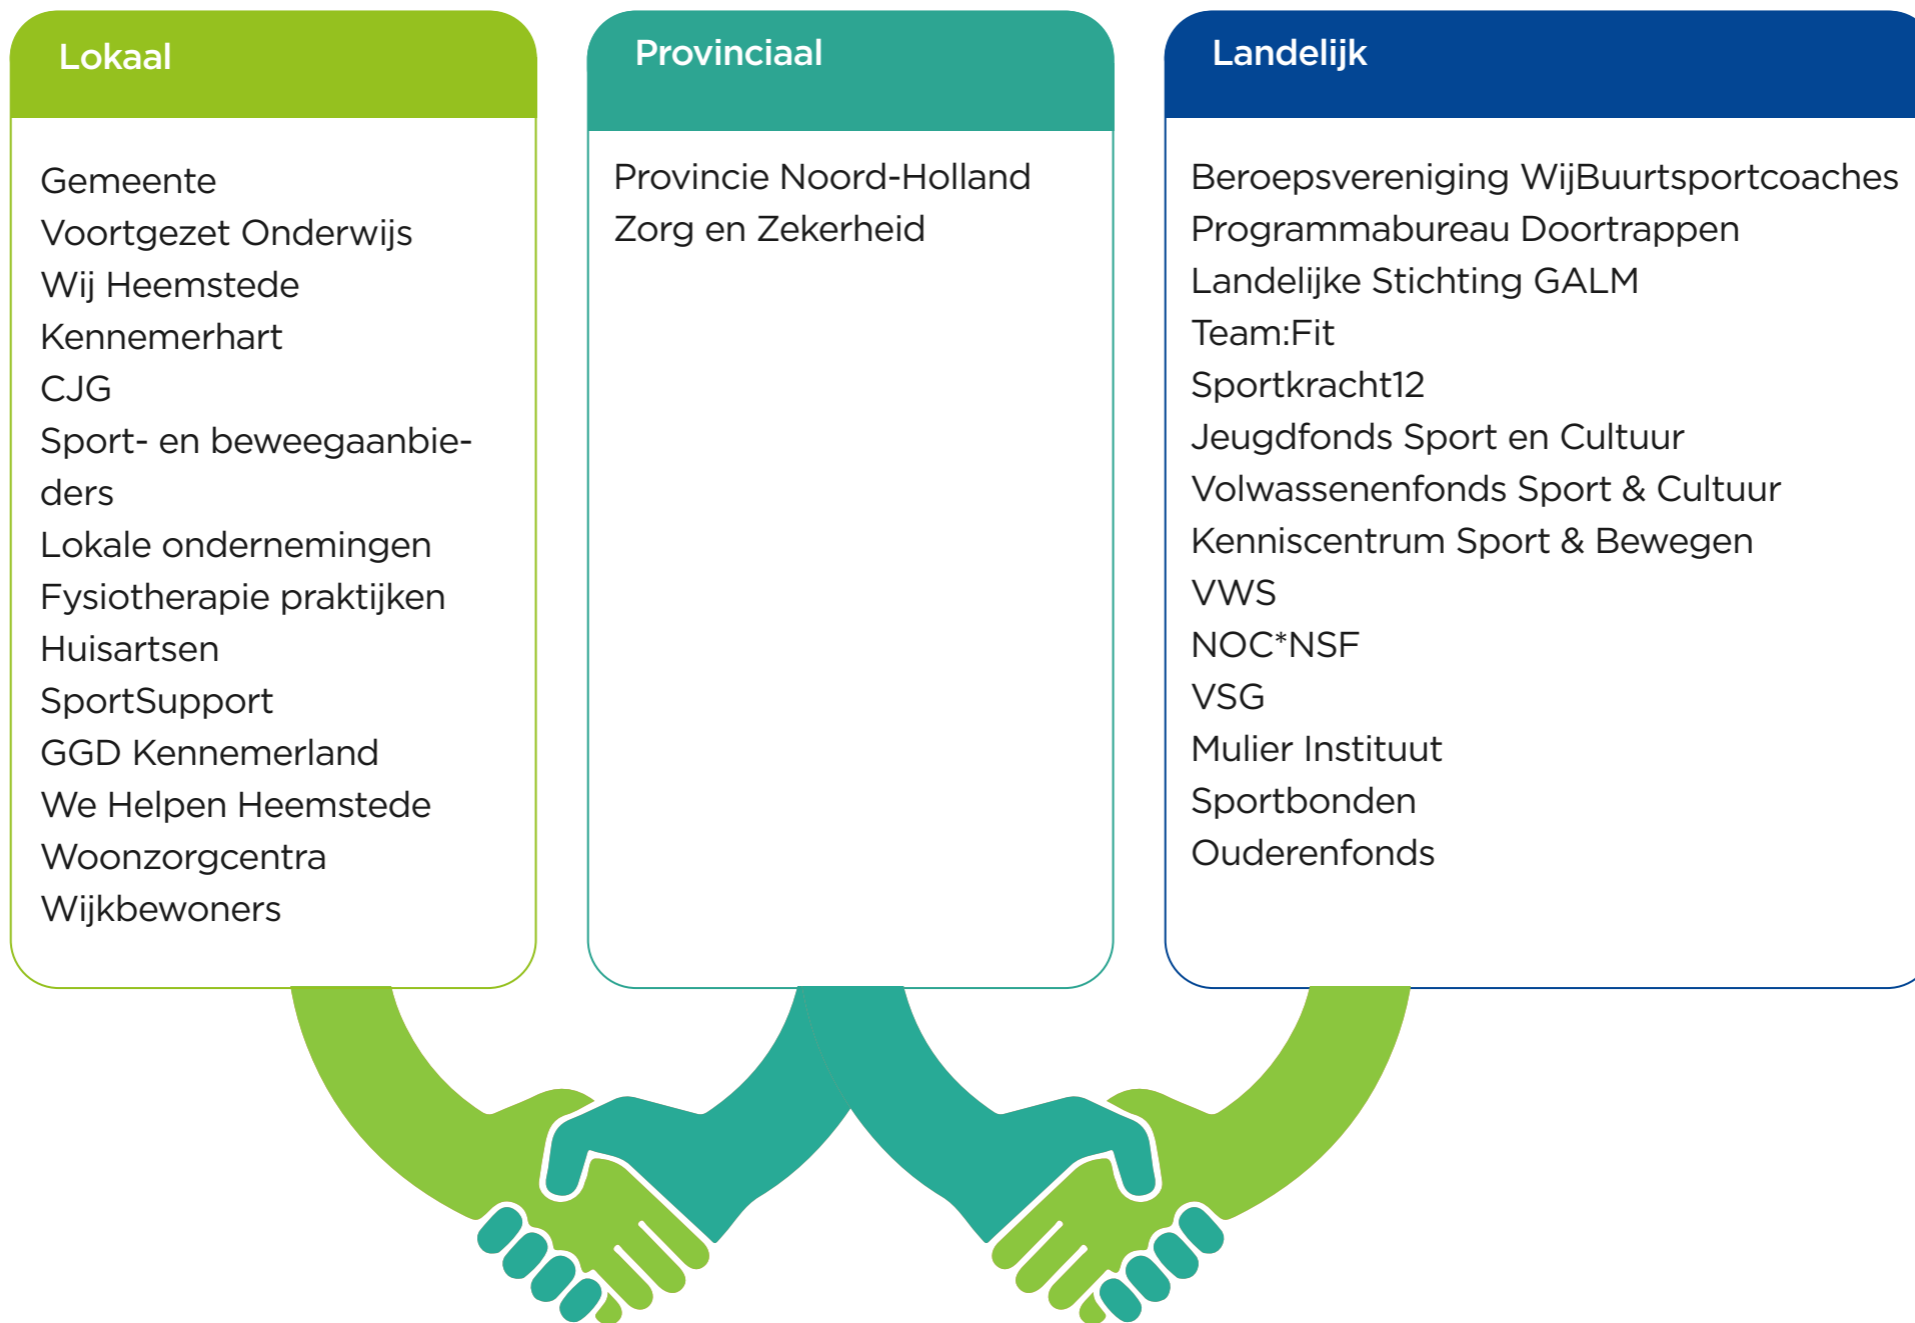 Lokaal
Gemeente
Voortgezet Onderwijs
Wij Heemstede
Kennemerhart
CJG
Sport- en beweegaanbie-
ders
Lokale ondernemingen
Fysiotherapie praktijken
Huisartsen
SportSupport
GGD Kennemerland
We Helpen Heemstede
Woonzorgcentra
Wijkbewoners
Provinciaal
Provincie Noord-Holland
Zorg en Zekerheid
Landelijk
Beroepsvereniging WijBuurtsportcoaches
Programmabureau Doortrappen
Landelijke Stichting GALM
Team:Fit
Sportkracht12
Jeugdfonds Sport en Cultuur
Volwassenenfonds Sport & Cultuur
Kenniscentrum Sport & Bewegen
VWS
NOC*NSF
VSG
Mulier Instituut
Sportbonden
Ouderenfonds